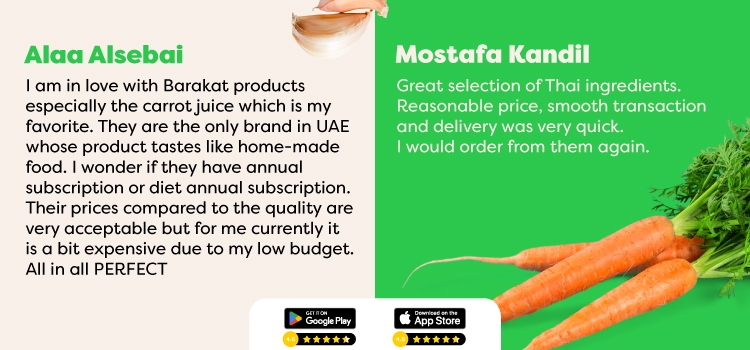 Alaa Alsebai
I am in love with Barakat products
especially the carrot juice which is my
favorite. They are the only brand in UAE
whose product tastes like home-made
food. I wonder if they have annual
subscription or diet annual subscription.
Their prices compared to the quality are
very acceptable but for me currently it
is a bit expensive due to my low budget.
All in all PERFECT
Mostafa Kandil
Great selection of Thai ingredients.
Reasonable price, smooth transaction
and delivery was very quick.
I would order from them again.
GET IT ON
Google Play
4.6
Download on the
App Store
4.6